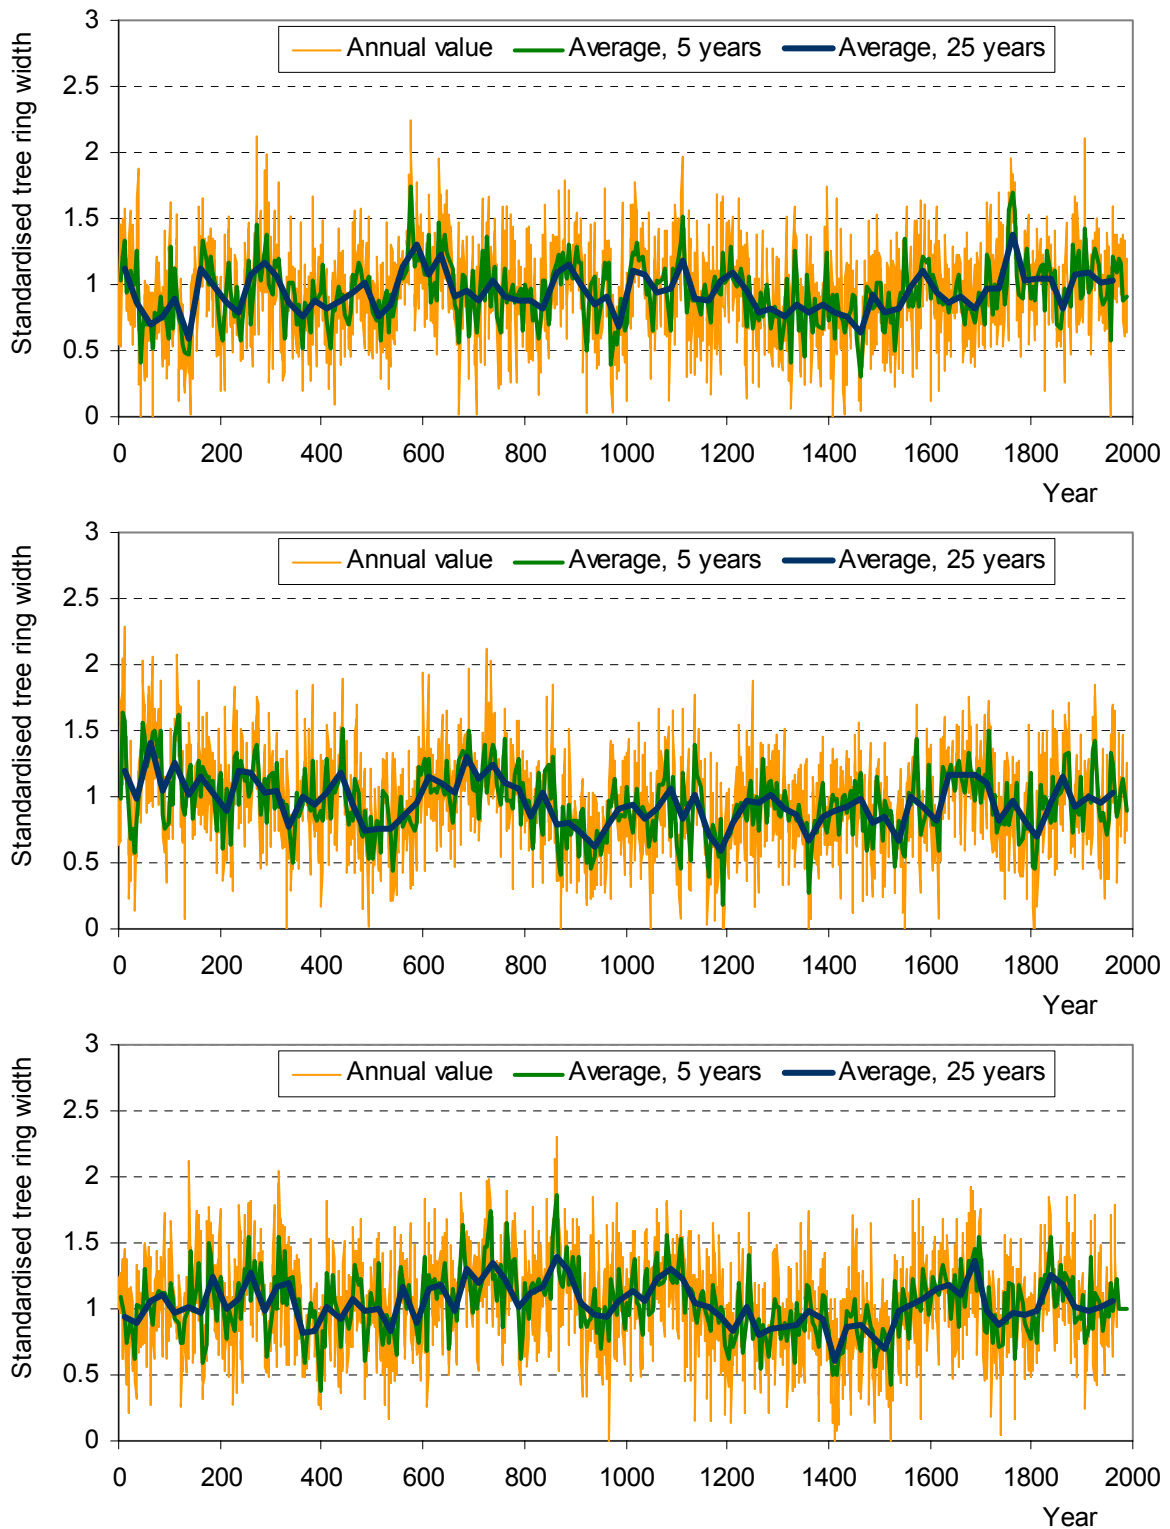 3
Annual value Average, 5 years Average, 25 years
2.5
2
1.5
1
0.5
0
Standardised tree ring width
0 200 400 600 800 1000 1200 1400 1600 1800 2000
Year
3
Annual value Average, 5 years Average, 25 years
2.5
2
1.5
1
0.5
0
Standardised tree ring width
0 200 400 600 800 1000 1200 1400 1600 1800 2000
Year
3
Annual value Average, 5 years Average, 25 years
2.5
2
1.5
1
0.5
0
Standardised tree ring width
0 200 400 600 800 1000 1200 1400 1600 1800 2000
Year